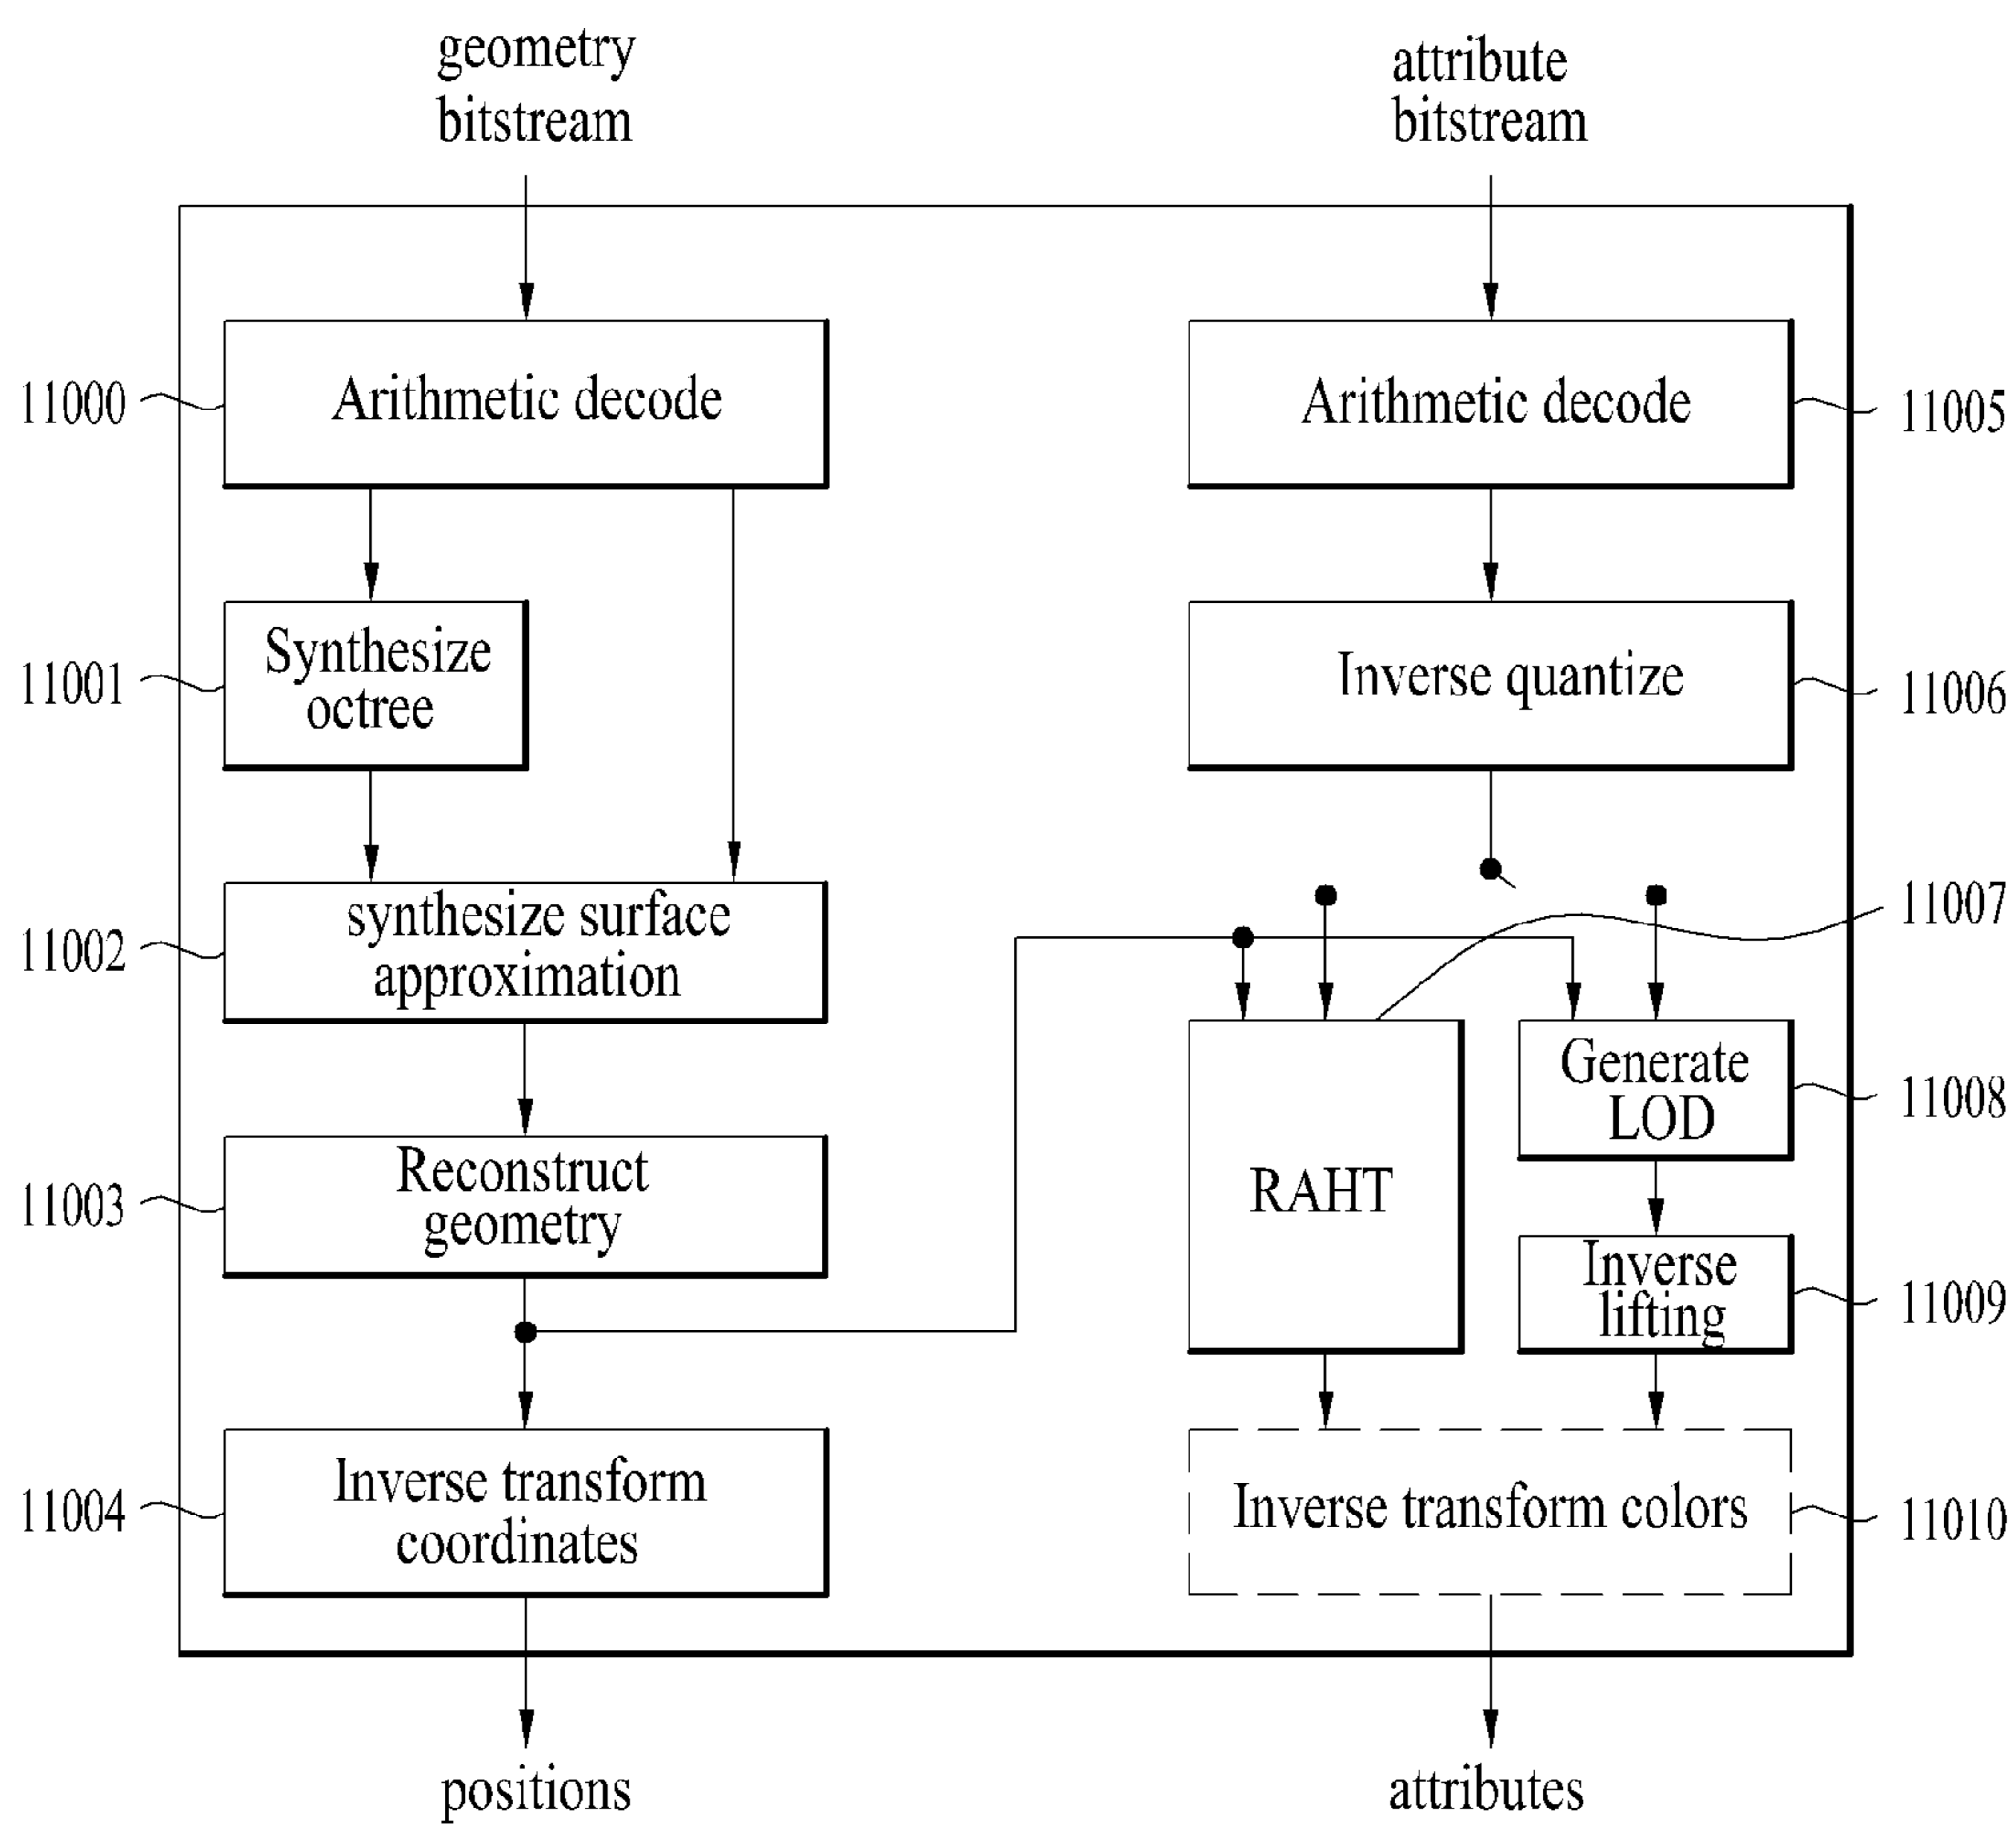 geometry
bitstream
attribute
bitstream
Arithmetic decode
11000
Arithmetic decode
11005
Synthesize
octree
11001
Inverse quantize
11006
synthesize surface
approximation
11002
11007
Generate
LOD
11008
RAHT
Reconstruct
geometry
11003
Inverse
lifting
11009
Inverse transform
coordinates
11004
Inverse transform colors
11010
positions
attributes